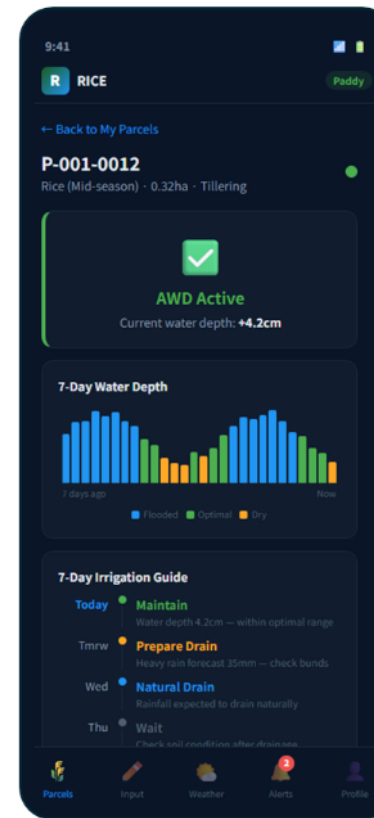 9:41
R RICE Paddy
← Back to My Parcels
P-001-0012
Rice (Mid-season) · 0.32ha · Tillering
AWD Active
Current water depth: +4.2cm
7-Day Water Depth
7 days ago Now
Flooded Optimal Dry
7-Day Irrigation Guide
Today Maintain
Water depth 4.2cm — within optimal range
Tmrw Prepare Drain
Heavy rain forecast 35mm — check bunds
Wed Natural Drain
Rainfall expected to drain naturally
Thu Wait
Check soil condition after drainage
2
Parcels Input Weather Alerts Profile